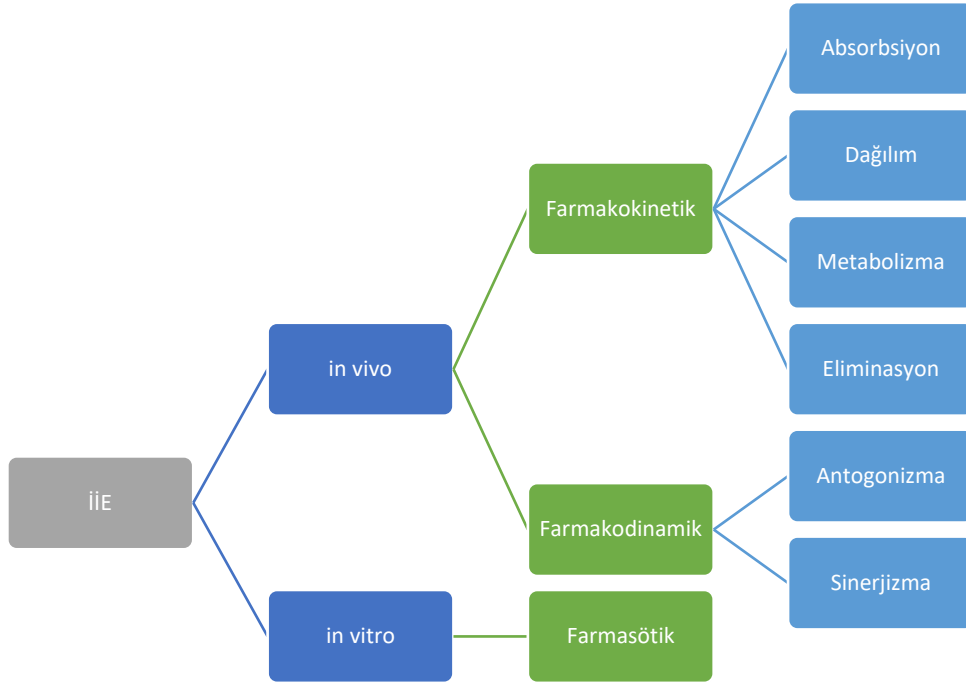 Absorbsiyon
Dağılım
Farmakokinetik
Metabolizma
in vivo
Eliminasyon
İİE
Antogonizma
Farmakodinamik
Sinerjizma
in vitro
Farmasötik